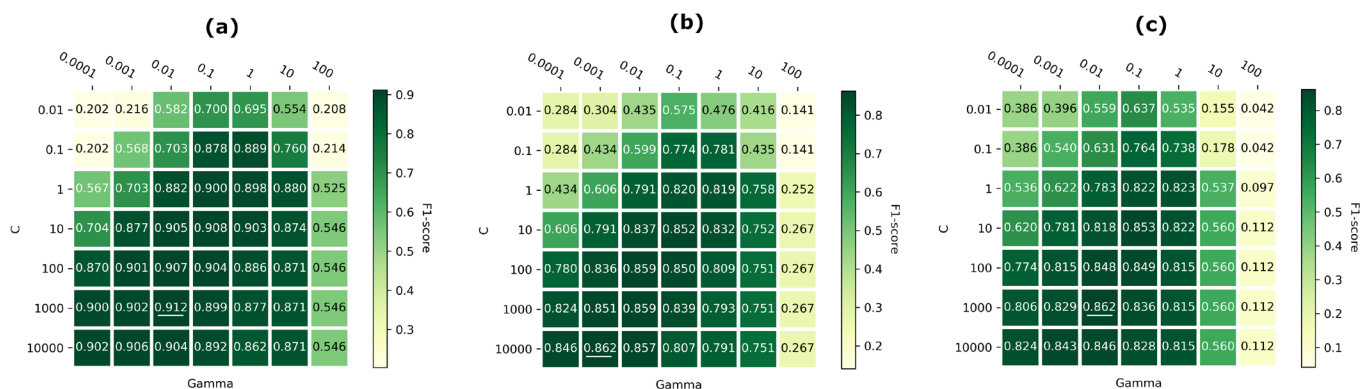 (a)
0.0001 0.001 0.01 0.1 1 10 100
0.01 0.202 0.216 0.582 0.700 0.695 0.554 0.208
0.1 0.202 0.568 0.703 0.878 0.889 0.760 0.214
1 0.567 0.703 0.882 0.900 0.898 0.880 0.525
10 0.704 0.877 0.905 0.908 0.903 0.874 0.546
100 0.870 0.901 0.907 0.904 0.886 0.871 0.546
1000 0.900 0.902 0.912 0.899 0.877 0.871 0.546
10000 0.902 0.906 0.904 0.892 0.862 0.871 0.546
C
Gamma
0.9
0.8
0.7
0.6
0.5
0.4
0.3
F1-score
(b)
0.0001 0.001 0.01 0.1 1 10 100
0.01 0.284 0.304 0.435 0.575 0.476 0.416 0.141
0.1 0.284 0.434 0.599 0.774 0.781 0.435 0.141
1 0.434 0.606 0.791 0.820 0.819 0.758 0.252
10 0.606 0.791 0.837 0.852 0.832 0.752 0.267
100 0.780 0.836 0.859 0.850 0.809 0.751 0.267
1000 0.824 0.851 0.859 0.839 0.793 0.751 0.267
10000 0.846 0.862 0.857 0.807 0.791 0.751 0.267
C
Gamma
0.8
0.7
0.6
0.5
0.4
0.3
0.2
F1-score
(c)
0.0001 0.001 0.01 0.1 1 10 100
0.01 0.386 0.396 0.559 0.637 0.535 0.155 0.042
0.1 0.386 0.540 0.631 0.764 0.738 0.178 0.042
1 0.536 0.622 0.783 0.822 0.823 0.537 0.097
10 0.620 0.781 0.818 0.853 0.822 0.560 0.112
100 0.774 0.815 0.848 0.849 0.815 0.560 0.112
1000 0.806 0.829 0.862 0.836 0.815 0.560 0.112
10000 0.824 0.843 0.846 0.828 0.815 0.560 0.112
C
Gamma
0.8
0.7
0.6
0.5
0.4
0.3
0.2
0.1
F1-score